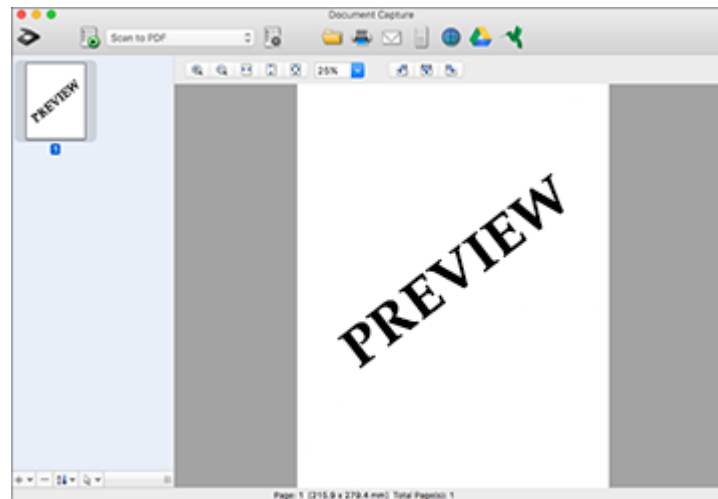 Document Capture
Scan to PDF
25%
PREVIEW
1
PREVIEW
Page: 1 [215.9 x 279.4 mm] Total Page(s): 1